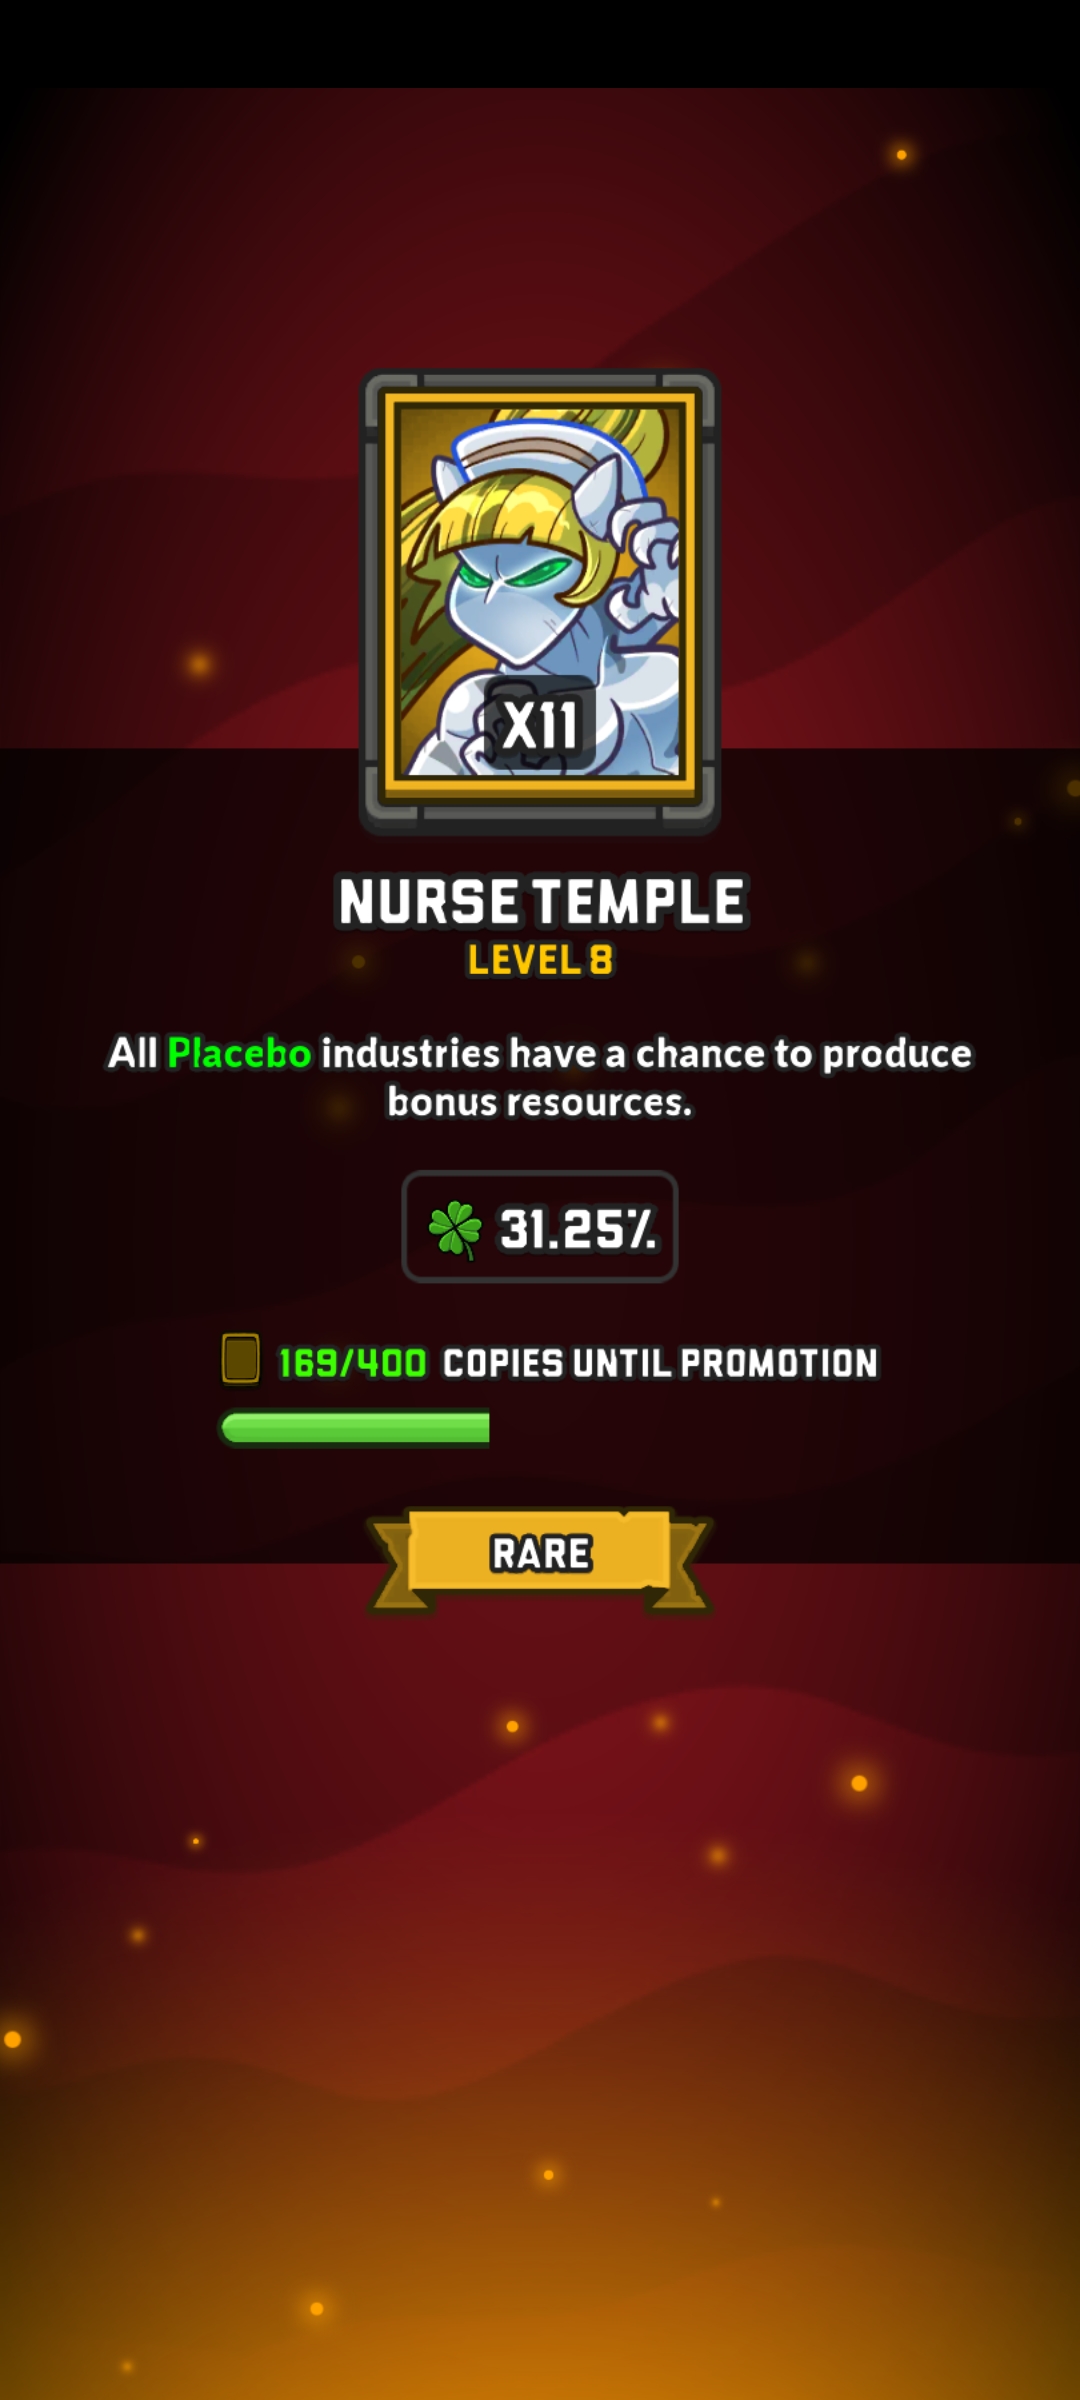 X11
NURSE TEMPLE
LEVEL 8
All Placebo industries have a chance to produce
bonus resources.
31.25%
169/400 COPIES UNTIL PROMOTION
RARE